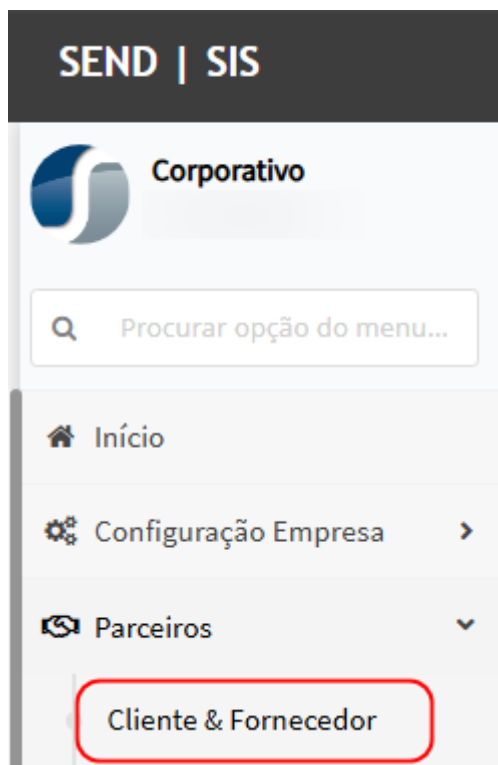 SEND | SIS
Corporativo
Procurar opção do menu...
Início
Configuração Empresa
Parceiros
Cliente & Fornecedor